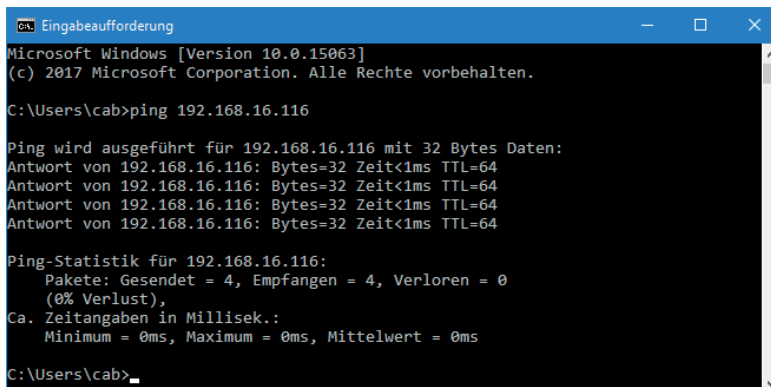 Eingabeaufforderung
Microsoft Windows [Version 10.0.15063]
(c) 2017 Microsoft Corporation. Alle Rechte vorbehalten.
C:\Users\cab>ping 192.168.16.116
Ping wird ausgeführt für 192.168.16.116 mit 32 Bytes Daten:
Antwort von 192.168.16.116: Bytes=32 Zeit<1ms TTL=64
Antwort von 192.168.16.116: Bytes=32 Zeit<1ms TTL=64
Antwort von 192.168.16.116: Bytes=32 Zeit<1ms TTL=64
Antwort von 192.168.16.116: Bytes=32 Zeit<1ms TTL=64
Ping-Statistik für 192.168.16.116:
    Pakete: Gesendet = 4, Empfangen = 4, Verloren = 0
    (0% Verlust),
Ca. Zeitangaben in Millisek.:
    Minimum = 0ms, Maximum = 0ms, Mittelwert = 0ms
C:\Users\cab>_